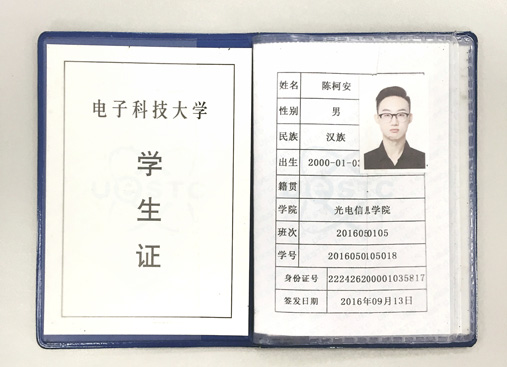 电子科技大学
学
生
证
姓名 陈柯安
性别 男
民族 汉族
出生 2000-01-03
籍贯
学院 光电信息学院
班次 2016050105
学号 2016050105018
身份证号 222426200001035817
签发日期 2016年09月13日
UESTC